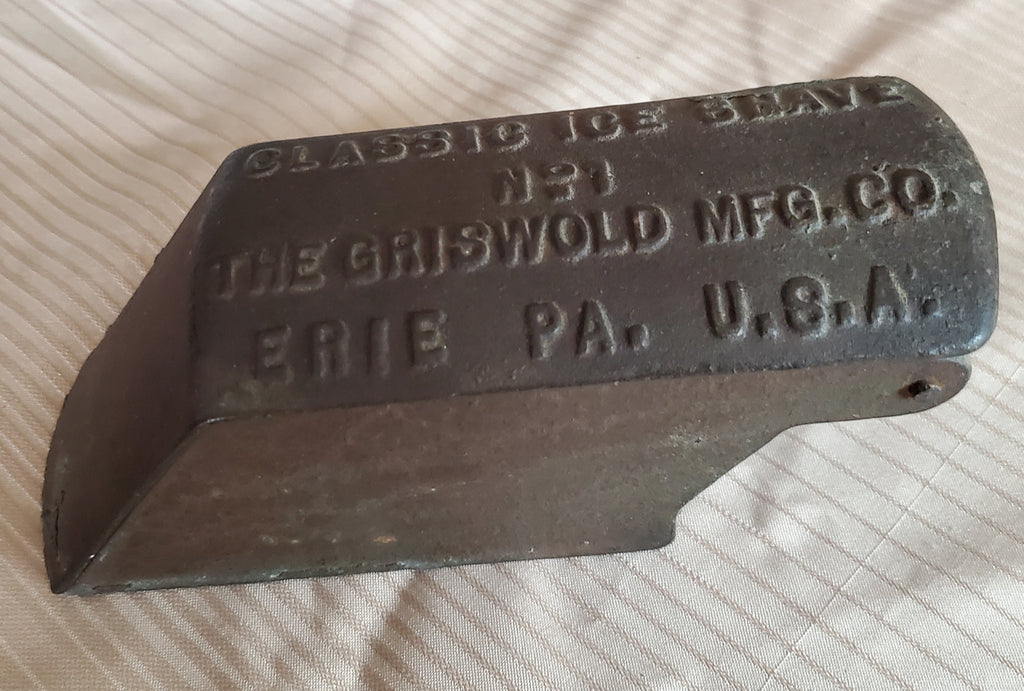 CLASSIC ICE SHAVE
No 1
THE GRISWOLD MFG. CO.
ERIE PA. U.S.A.